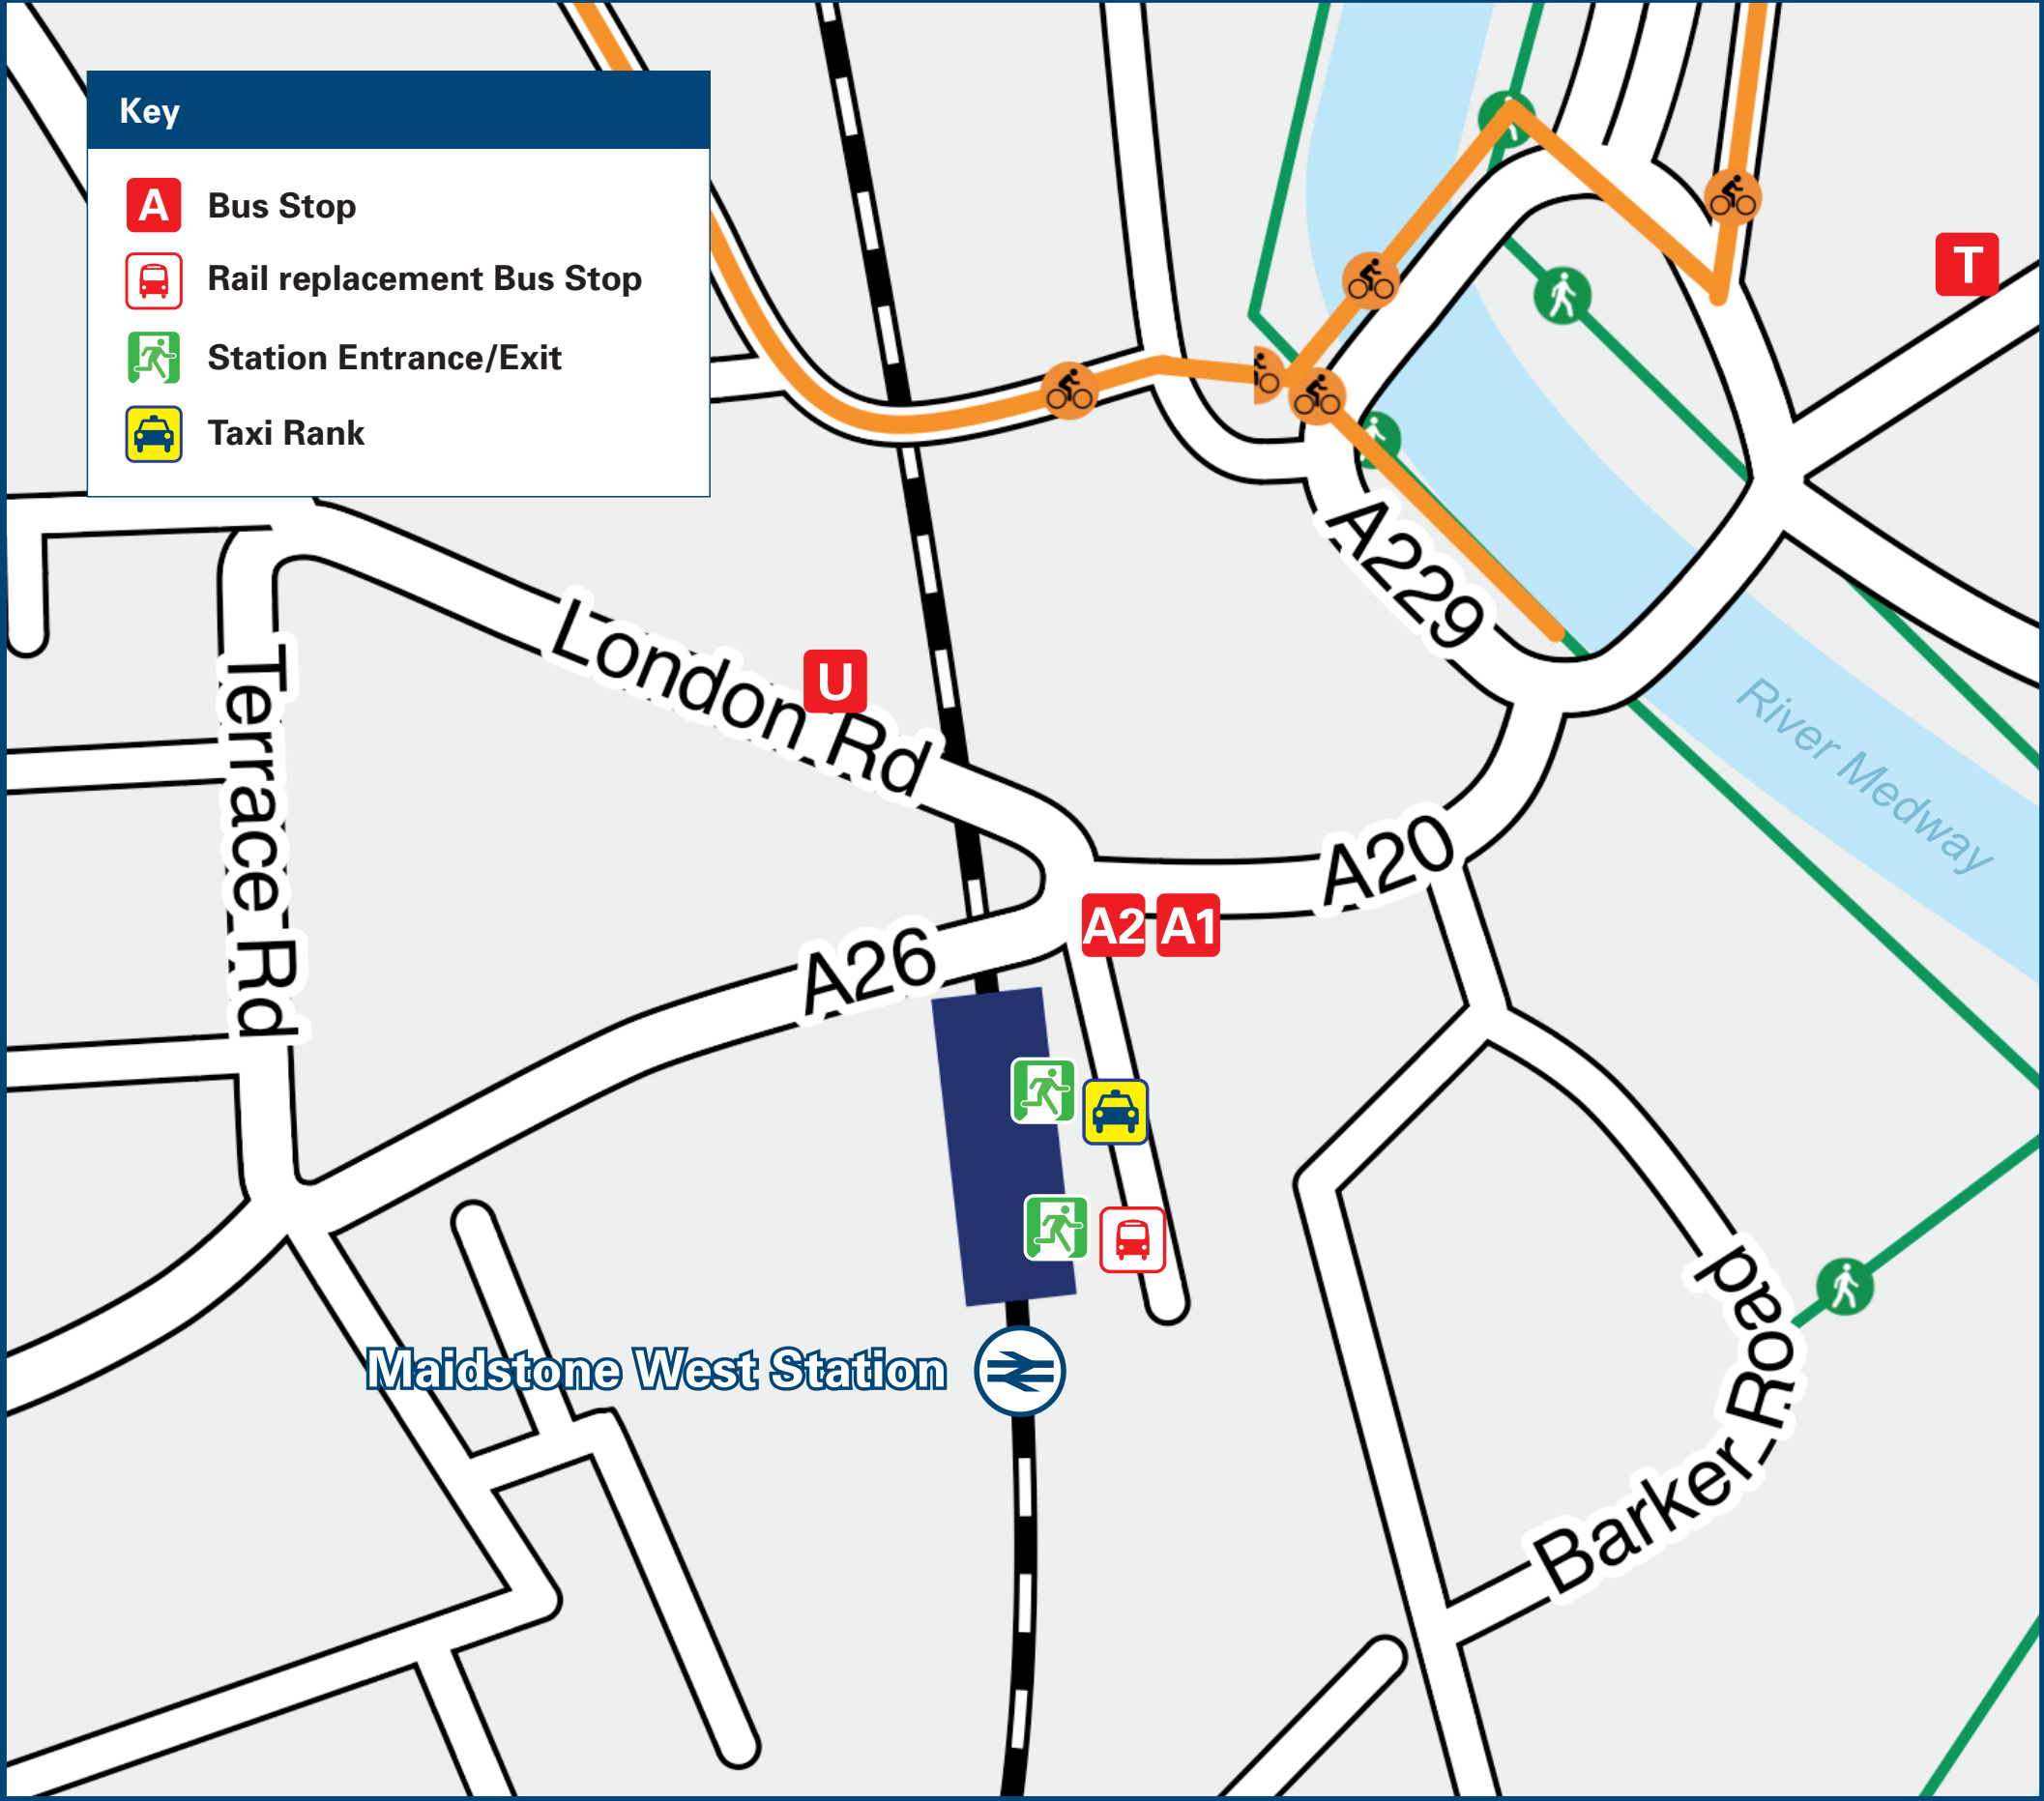 Key
A Bus Stop
Rail replacement Bus Stop
Station Entrance/Exit
Taxi Rank
T
A229
London Rd
U
Terrace Rd
River Medway
A20
A2 A1
A26
Maidstone West Station
Barker Road